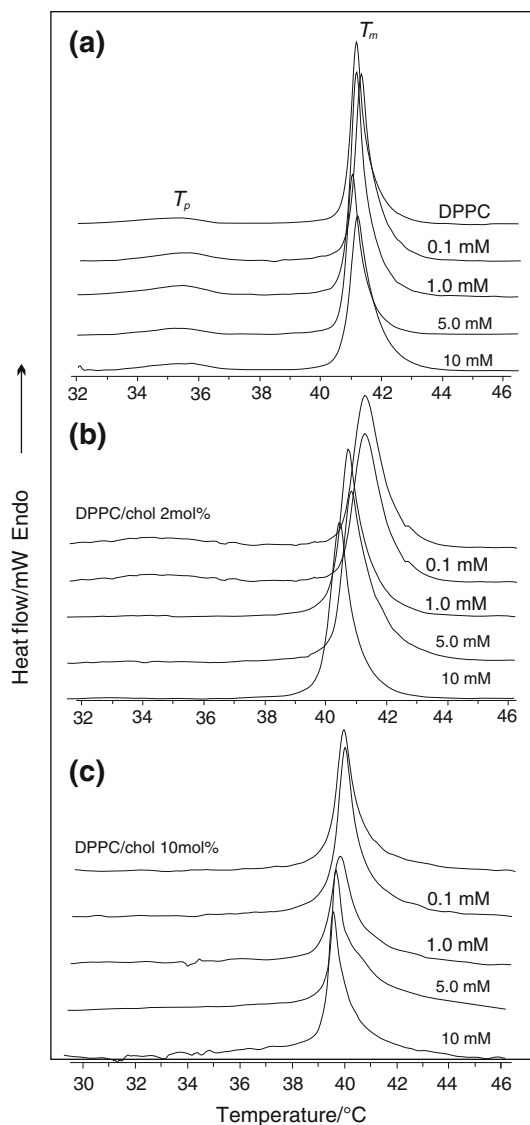 (a)
Tm
Tp
DPPC
0.1 mM
1.0 mM
5.0 mM
10 mM
32 34 36 38 40 42 44 46
(b)
DPPC/chol 2mol%
0.1 mM
1.0 mM
5.0 mM
10 mM
32 34 36 38 40 42 44 46
(c)
DPPC/chol 10mol%
0.1 mM
1.0 mM
5.0 mM
10 mM
30 32 34 36 38 40 42 44 46
Temperature/°C
Heat flow/mW Endo